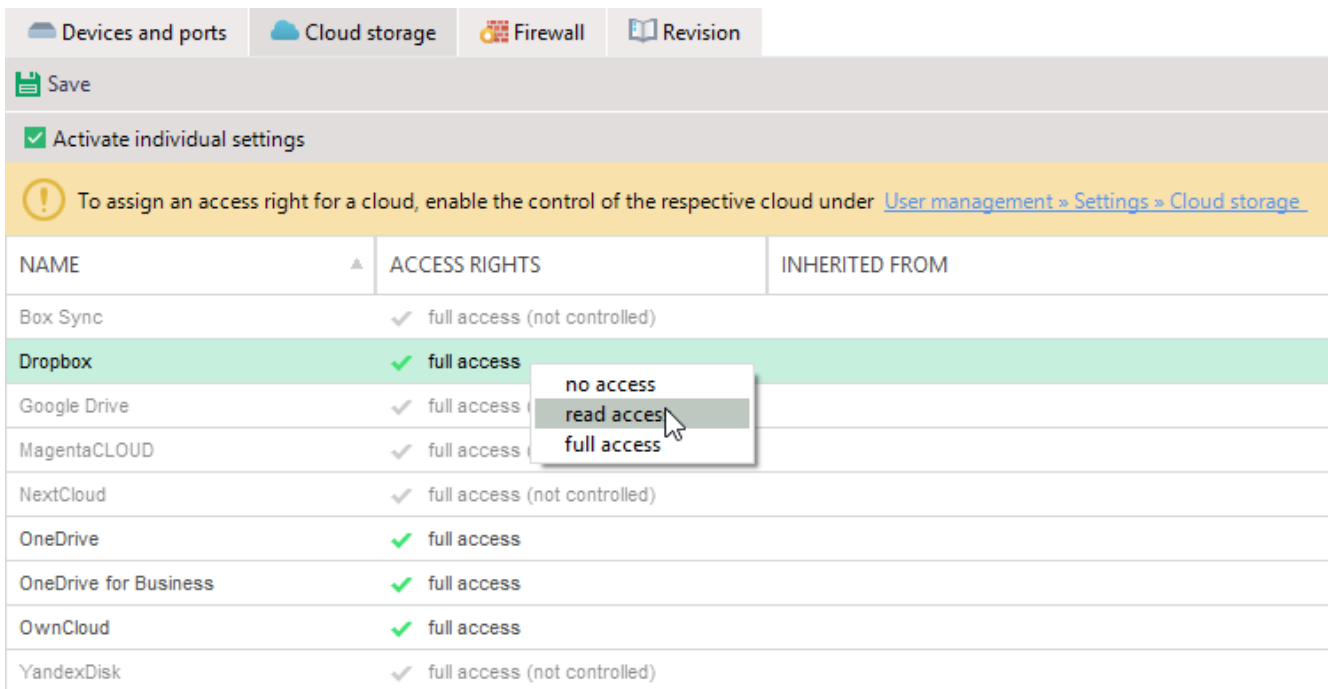 Devices and ports Cloud storage Firewall Revision
Save
Activate individual settings
To assign an access right for a cloud, enable the control of the respective cloud under User management » Settings » Cloud storage
NAME ACCESS RIGHTS INHERITED FROM
Box Sync full access (not controlled)
Dropbox full access
no access
Google Drive full access
read access
MagentaCLOUD full access
full access
NextCloud full access (not controlled)
OneDrive full access
OneDrive for Business full access
OwnCloud full access
YandexDisk full access (not controlled)